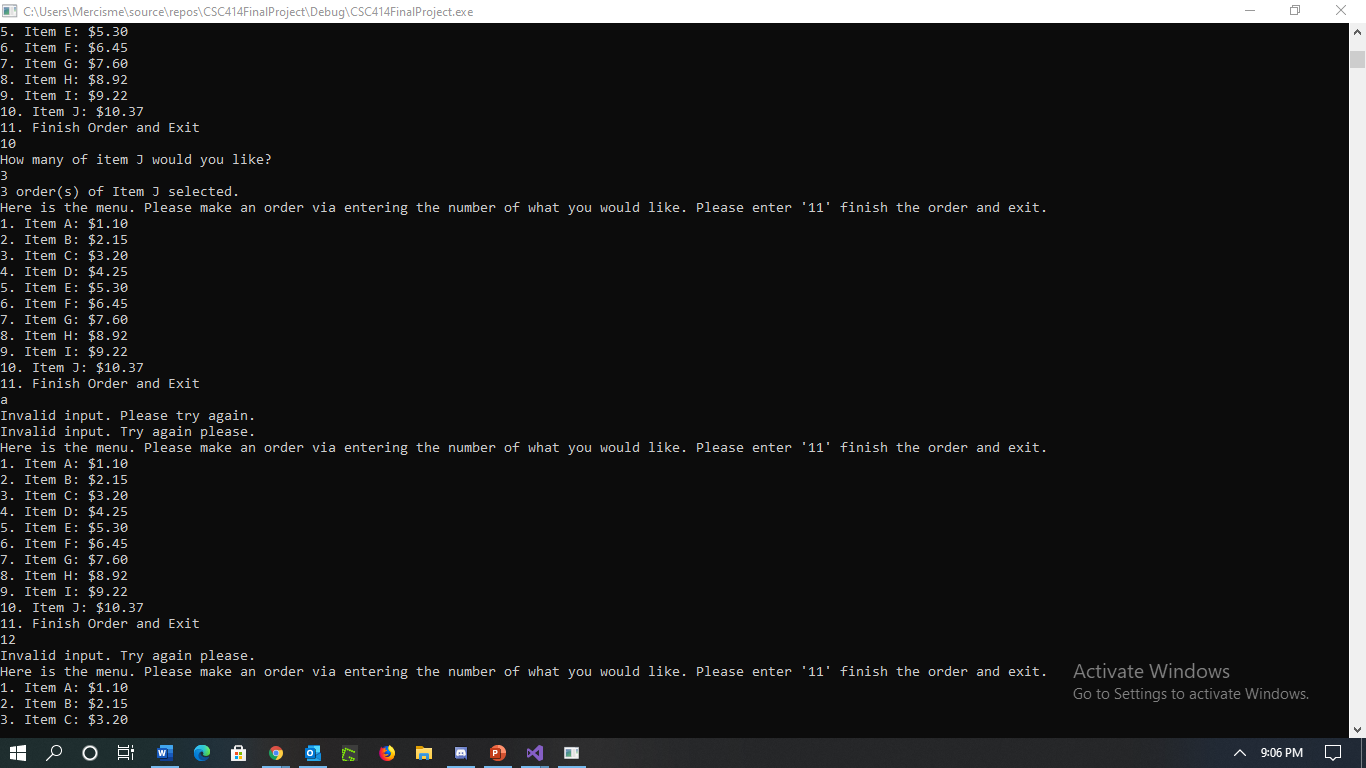 C:\Users\Mercisme\source\repos\CSC414FinalProject\Debug\CSC414FinalProject.exe
5. Item E: $5.30
6. Item F: $6.45
7. Item G: $7.60
8. Item H: $8.92
9. Item I: $9.22
10. Item J: $10.37
11. Finish Order and Exit
10
How many of item J would you like?
3
3 order(s) of Item J selected.
Here is the menu. Please make an order via entering the number of what you would like. Please enter '11' finish the order and exit.
1. Item A: $1.10
2. Item B: $2.15
3. Item C: $3.20
4. Item D: $4.25
5. Item E: $5.30
6. Item F: $6.45
7. Item G: $7.60
8. Item H: $8.92
9. Item I: $9.22
10. Item J: $10.37
11. Finish Order and Exit
a
Invalid input. Please try again.
Invalid input. Try again please.
Here is the menu. Please make an order via entering the number of what you would like. Please enter '11' finish the order and exit.
1. Item A: $1.10
2. Item B: $2.15
3. Item C: $3.20
4. Item D: $4.25
5. Item E: $5.30
6. Item F: $6.45
7. Item G: $7.60
8. Item H: $8.92
9. Item I: $9.22
10. Item J: $10.37
11. Finish Order and Exit
12
Invalid input. Try again please.
Here is the menu. Please make an order via entering the number of what you would like. Please enter '11' finish the order and exit.
1. Item A: $1.10
2. Item B: $2.15
3. Item C: $3.20
Activate Windows
Go to Settings to activate Windows.
9:06 PM